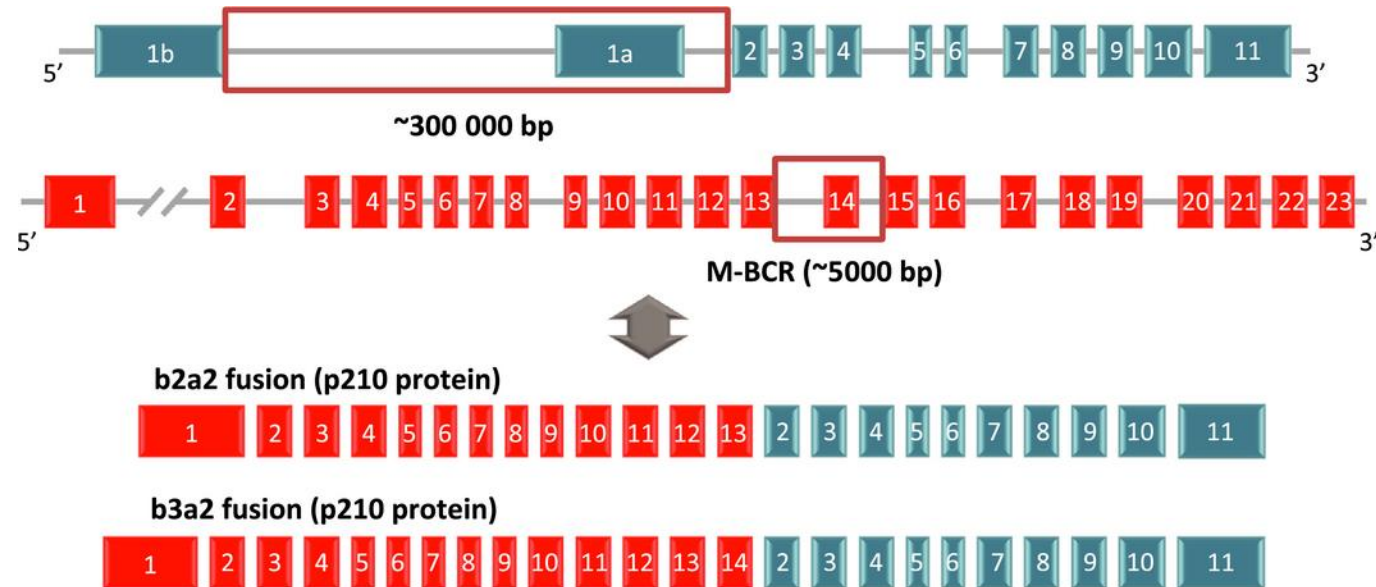 1b 1a 2 3 4 5 6 7 8 9 10 11
5’ 3’
~300 000 bp
1 2 3 4 5 6 7 8 9 10 11 12 13 14 15 16 17 18 19 20 21 22 23
5’ 3’
M-BCR (~5000 bp)
b2a2 fusion (p210 protein)
1 2 3 4 5 6 7 8 9 10 11 12 13 2 3 4 5 6 7 8 9 10 11
b3a2 fusion (p210 protein)
1 2 3 4 5 6 7 8 9 10 11 12 13 14 2 3 4 5 6 7 8 9 10 11